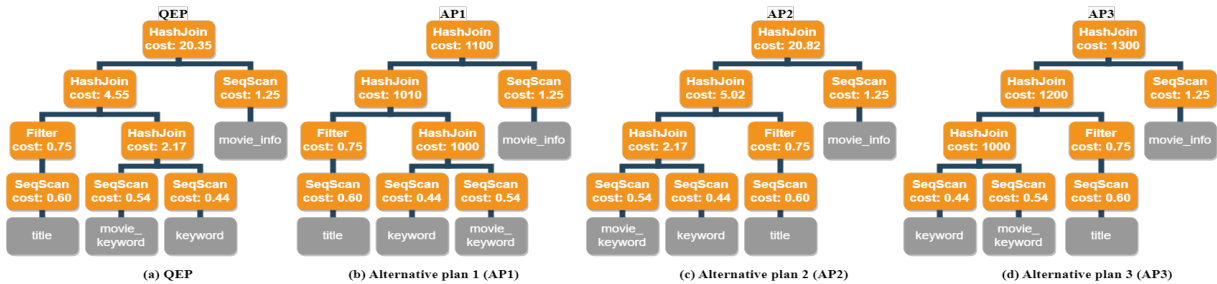 QEP
HashJoin
cost: 20.35
HashJoin
cost: 4.55
SeqScan
cost: 1.25
Filter
cost: 0.75
HashJoin
cost: 2.17
movie_info
SeqScan
cost: 0.60
SeqScan
cost: 0.54
SeqScan
cost: 0.44
title
movie_
keyword
keyword
(a) QEP
AP1
HashJoin
cost: 1100
HashJoin
cost: 1010
SeqScan
cost: 1.25
Filter
cost: 0.75
HashJoin
cost: 1000
movie_info
SeqScan
cost: 0.60
SeqScan
cost: 0.44
SeqScan
cost: 0.54
title
keyword
movie_
keyword
(b) Alternative plan 1 (AP1)
AP2
HashJoin
cost: 20.82
HashJoin
cost: 5.02
SeqScan
cost: 1.25
HashJoin
cost: 2.17
Filter
cost: 0.75
movie_info
SeqScan
cost: 0.54
SeqScan
cost: 0.44
SeqScan
cost: 0.60
movie_
keyword
keyword
title
(c) Alternative plan 2 (AP2)
AP3
HashJoin
cost: 1300
HashJoin
cost: 1200
SeqScan
cost: 1.25
HashJoin
cost: 1000
Filter
cost: 0.75
movie_info
SeqScan
cost: 0.44
SeqScan
cost: 0.54
SeqScan
cost: 0.60
keyword
movie_
keyword
title
(d) Alternative plan 3 (AP3)